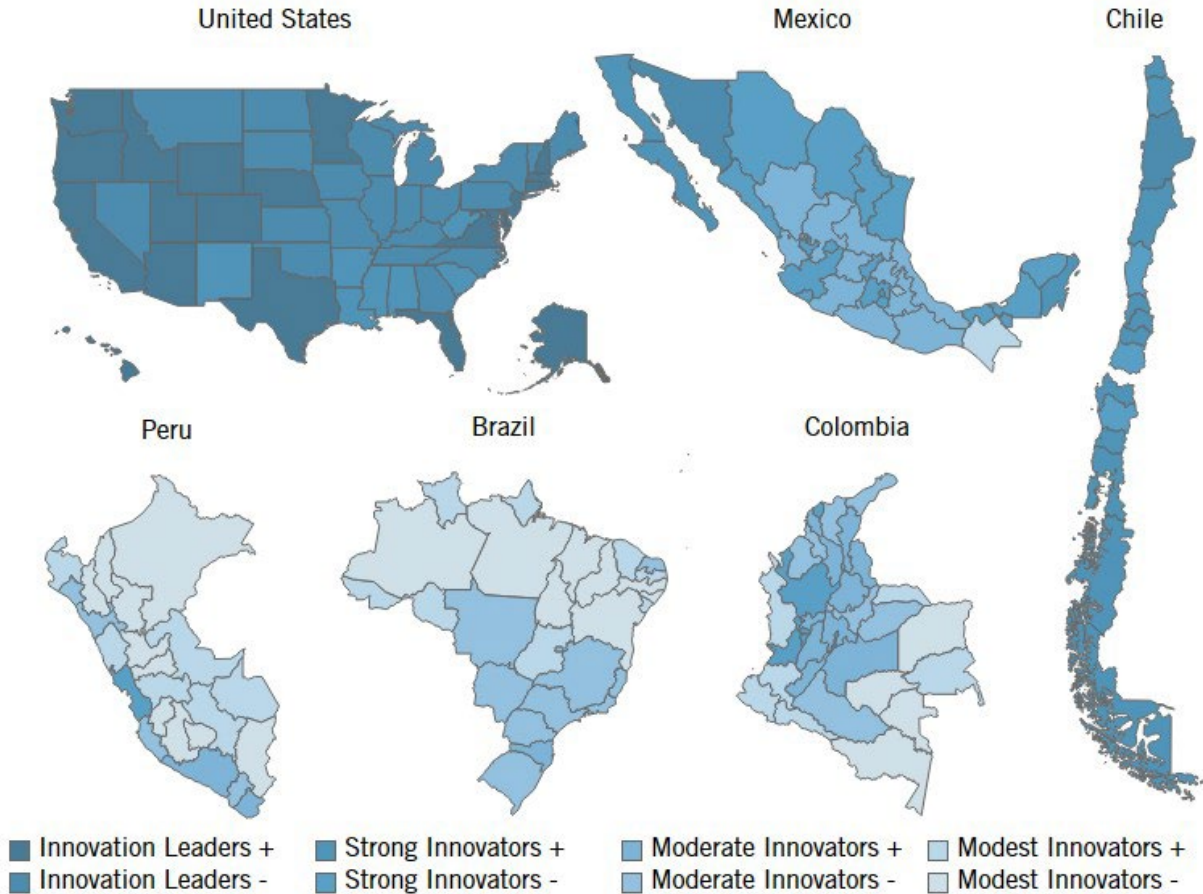 United States
Mexico
Chile
Peru
Brazil
Colombia
Innovation Leaders +
Strong Innovators +
Moderate Innovators +
Modest Innovators +
Innovation Leaders -
Strong Innovators -
Moderate Innovators -
Modest Innovators -